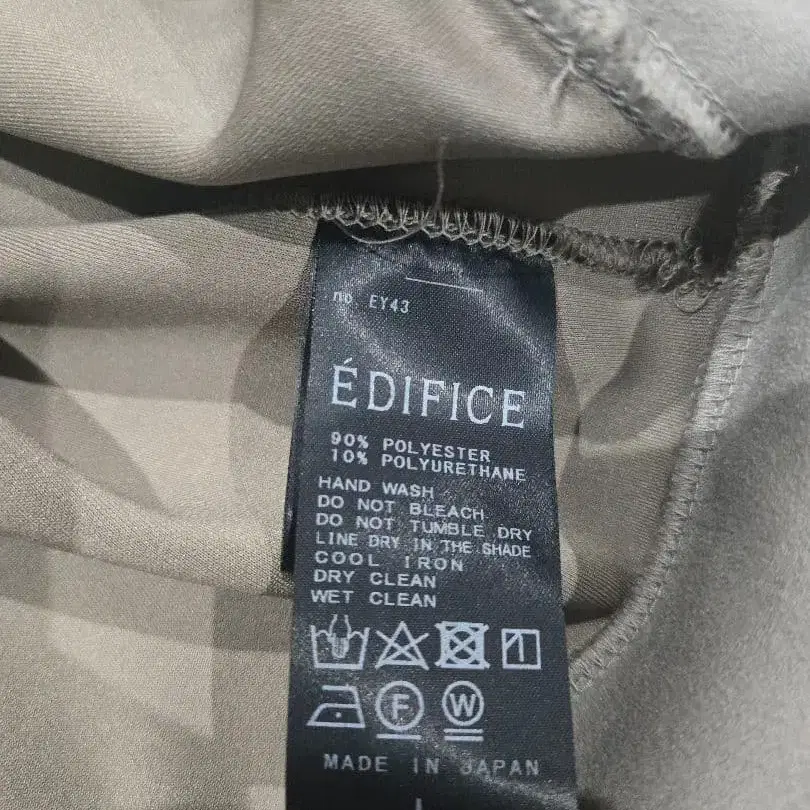 no. EY43
ÉDIFICE
90% POLYESTER
10% POLYURETHANE
HAND WASH
DO NOT BLEACH
DO NOT TUMBLE DRY
LINE DRY IN THE SHADE
COOL IRON
DRY CLEAN
WET CLEAN
F W
MADE IN JAPAN